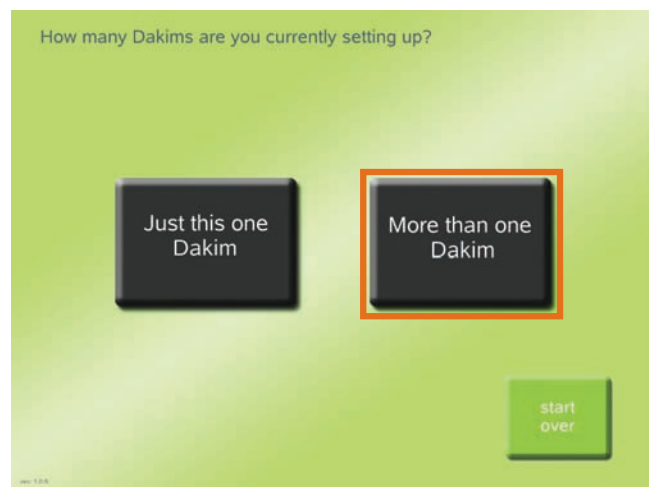 How many Dakims are you currently setting up?
Just this one
Dakim
More than one
Dakim
start
over